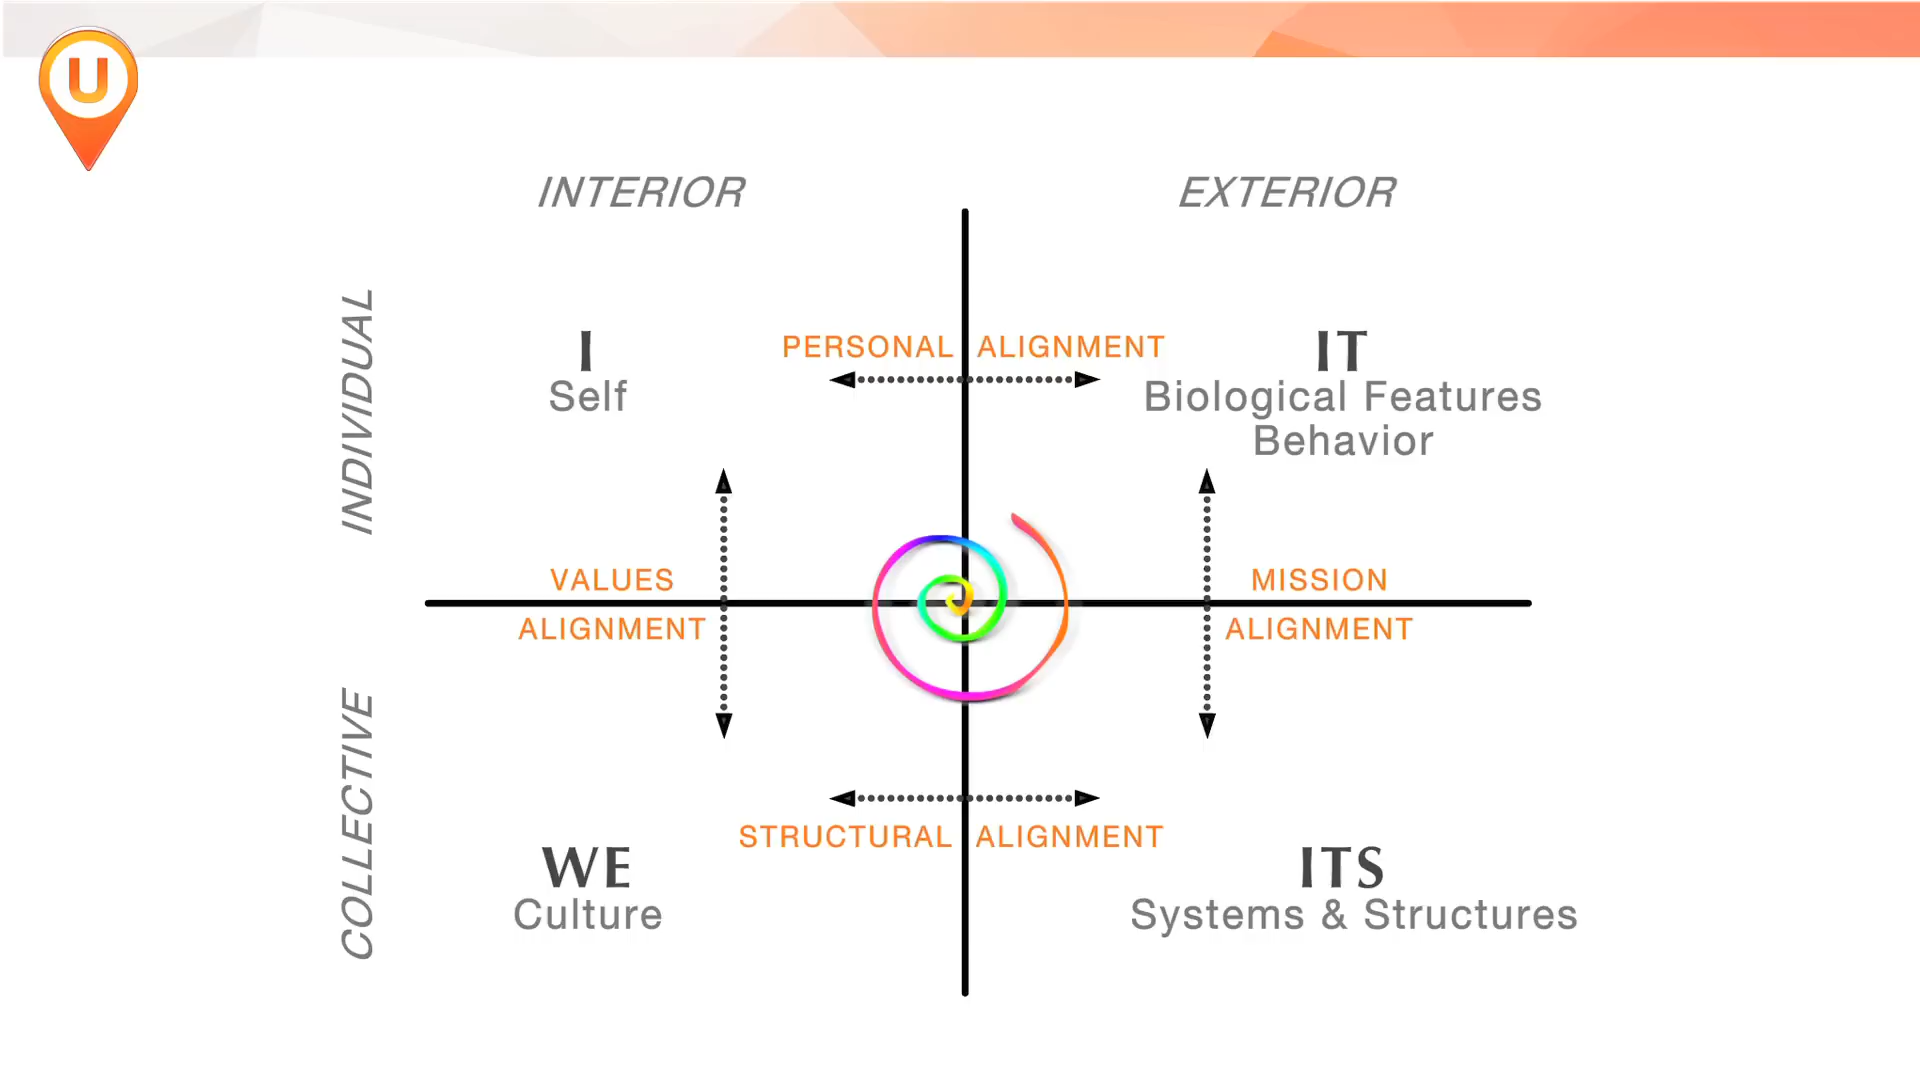 U
INTERIOR
EXTERIOR
INDIVIDUAL
I
Self
PERSONAL ALIGNMENT
IT
Biological Features
Behavior
VALUES
ALIGNMENT
MISSION
ALIGNMENT
COLLECTIVE
STRUCTURAL ALIGNMENT
WE
Culture
ITS
Systems & Structures